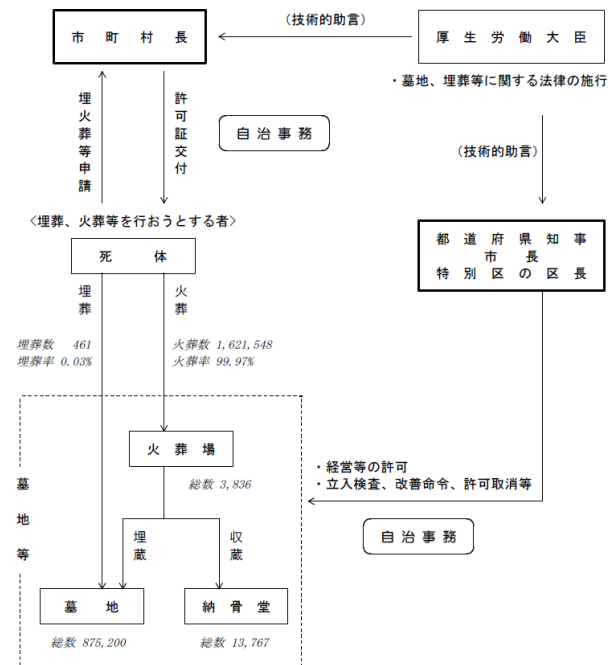 市町村長
(技術的助言)
厚生労働大臣
・墓地、埋葬等に関する法律の施行
埋火葬等申請
許可証交付
自治事務
(技術的助言)
<埋葬、火葬等を行おうとする者>
死体
都道府県知事
市長
特別区の区長
埋葬
火葬
埋葬数 461
埋葬率 0.03%
火葬数 1,621,548
火葬率 99.97%
墓地等
火葬場
総数 3,836
・経営等の許可
・立入検査、改善命令、許可取消等
自治事務
埋蔵
収蔵
墓地
納骨堂
総数 875,200
総数 13,767